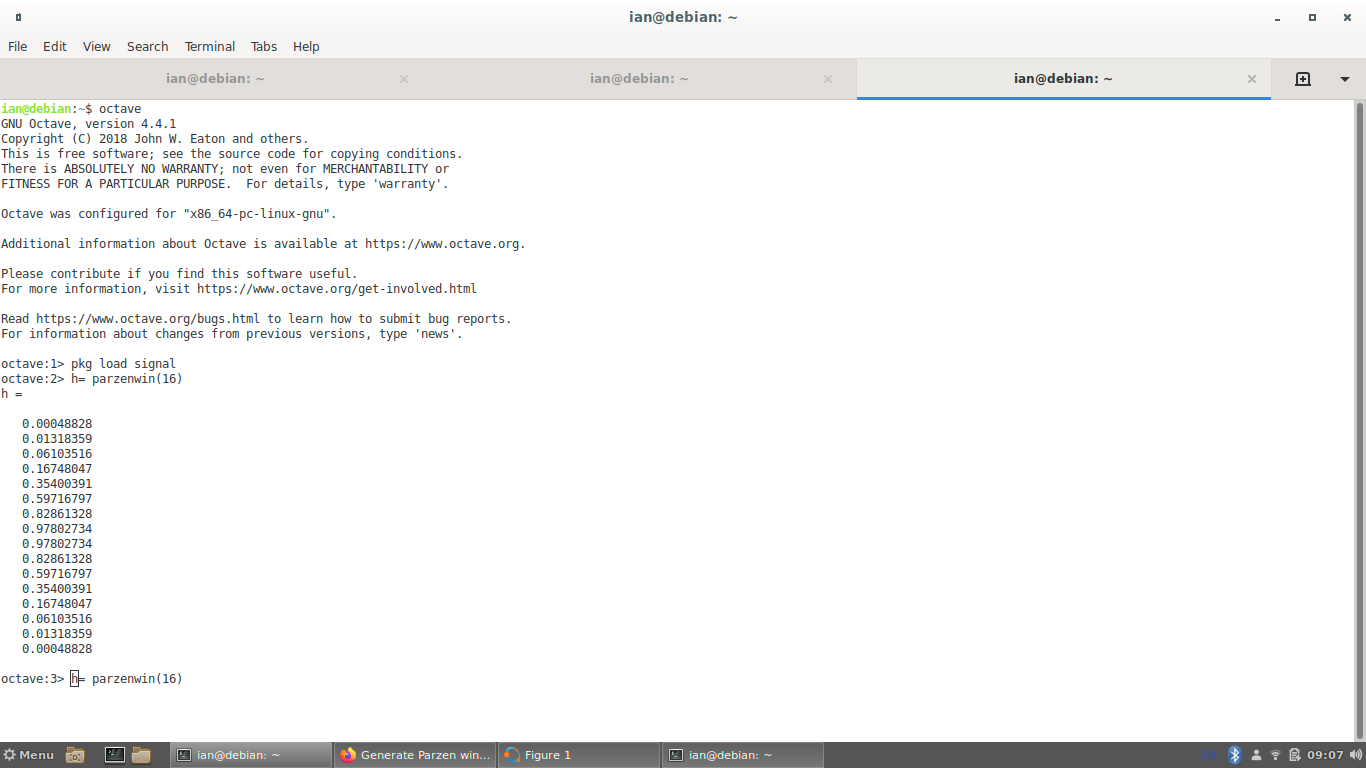 ian@debian: ~
File Edit View Search Terminal Tabs Help
ian@debian: ~ ian@debian: ~ ian@debian: ~
ian@debian:~$ octave
GNU Octave, version 4.4.1
Copyright (C) 2018 John W. Eaton and others.
This is free software; see the source code for copying conditions.
There is ABSOLUTELY NO WARRANTY; not even for MERCHANTABILITY or
FITNESS FOR A PARTICULAR PURPOSE.  For details, type 'warranty'.
Octave was configured for "x86_64-pc-linux-gnu".
Additional information about Octave is available at https://www.octave.org.
Please contribute if you find this software useful.
For more information, visit https://www.octave.org/get-involved.html
Read https://www.octave.org/bugs.html to learn how to submit bug reports.
For information about changes from previous versions, type 'news'.
octave:1> pkg load signal
octave:2> h= parzenwin(16)
h =
0.00048828
0.01318359
0.06103516
0.16748047
0.35400391
0.59716797
0.82861328
0.97802734
0.97802734
0.82861328
0.59716797
0.35400391
0.16748047
0.06103516
0.01318359
0.00048828
octave:3> h= parzenwin(16)
Menu ian@debian: ~ Generate Parzen win... Figure 1 ian@debian: ~ 09:07